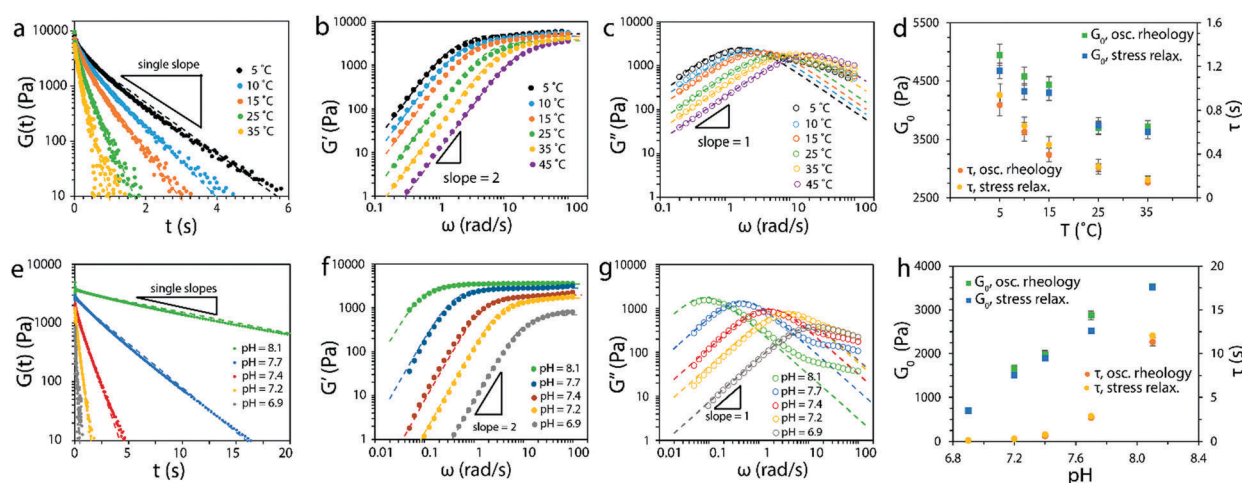 a
G(t) (Pa)
10000
1000
100
10
0 2 4 6
t (s)
single slope
5 ˚C
10 ˚C
15 ˚C
25 ˚C
35 ˚C
b
G′ (Pa)
10000
1000
100
10
1
0.1 1 10 100
ω (rad/s)
5 ˚C
10 ˚C
15 ˚C
25 ˚C
35 ˚C
45 ˚C
slope = 2
c
G″ (Pa)
10000
1000
100
10
1
0.1 1 10 100
ω (rad/s)
slope = 1
5 ˚C
10 ˚C
15 ˚C
25 ˚C
35 ˚C
45 ˚C
d
G0 (Pa)
5500
4500
3500
2500
5 15 25 35
T (˚C)
1.6
1.2
0.8
0.4
0
τ (s)
G0, osc. rheology
G0, stress relax.
τ, osc. rheology
τ, stress relax.
e
G(t) (Pa)
10000
1000
100
10
0 5 10 15 20
t (s)
single slopes
pH = 8.1
pH = 7.7
pH = 7.4
pH = 7.2
pH = 6.9
f
G′ (Pa)
10000
1000
100
10
1
0.01 0.1 1 10 100
ω (rad/s)
pH = 8.1
pH = 7.7
pH = 7.4
pH = 7.2
pH = 6.9
slope = 2
g
G″ (Pa)
10000
1000
100
10
1
0.01 0.1 1 10 100
ω (rad/s)
slope = 1
pH = 8.1
pH = 7.7
pH = 7.4
pH = 7.2
pH = 6.9
h
G0 (Pa)
4000
3000
2000
1000
0
6.8 7.2 7.6 8.0 8.4
pH
20
15
10
5
0
τ (s)
G0, osc. rheology
G0, stress relax.
τ, osc. rheology
τ, stress relax.